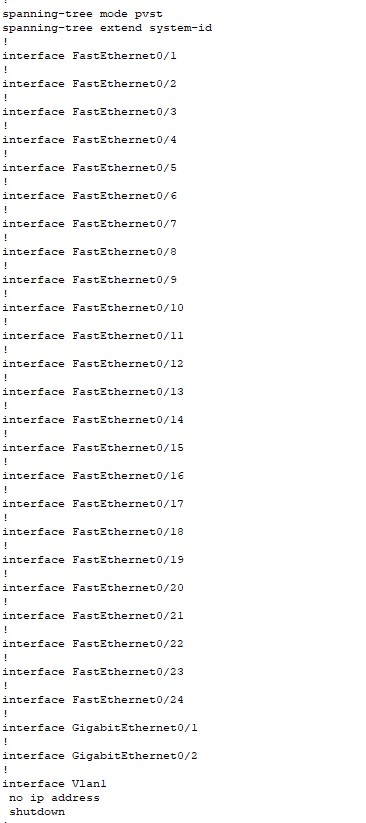 !
spanning-tree mode pvst
spanning-tree extend system-id
!
interface FastEthernet0/1
!
interface FastEthernet0/2
!
interface FastEthernet0/3
!
interface FastEthernet0/4
!
interface FastEthernet0/5
!
interface FastEthernet0/6
!
interface FastEthernet0/7
!
interface FastEthernet0/8
!
interface FastEthernet0/9
!
interface FastEthernet0/10
!
interface FastEthernet0/11
!
interface FastEthernet0/12
!
interface FastEthernet0/13
!
interface FastEthernet0/14
!
interface FastEthernet0/15
!
interface FastEthernet0/16
!
interface FastEthernet0/17
!
interface FastEthernet0/18
!
interface FastEthernet0/19
!
interface FastEthernet0/20
!
interface FastEthernet0/21
!
interface FastEthernet0/22
!
interface FastEthernet0/23
!
interface FastEthernet0/24
!
interface GigabitEthernet0/1
!
interface GigabitEthernet0/2
!
interface Vlan1
 no ip address
 shutdown
!